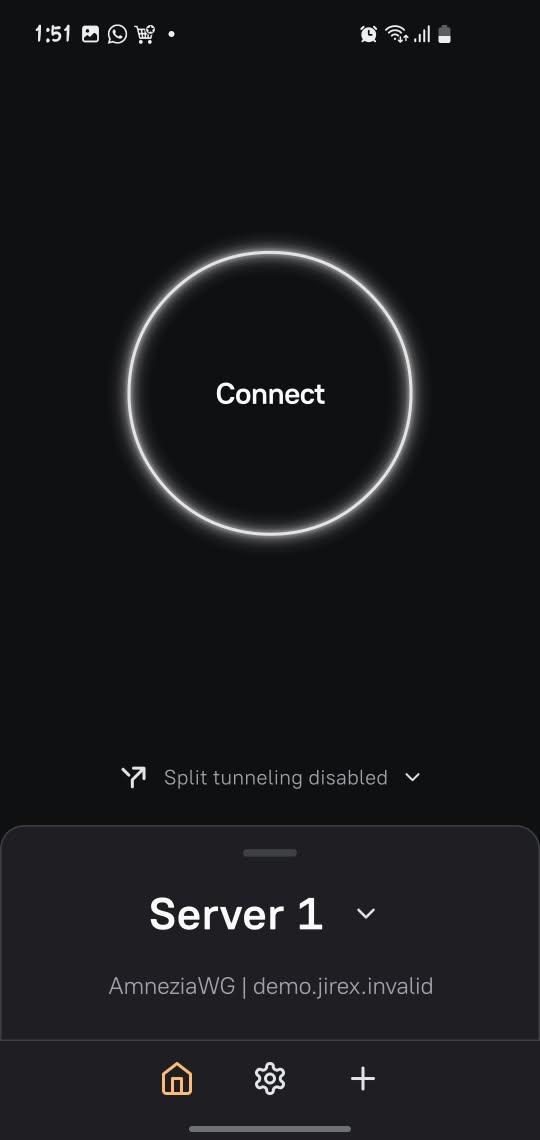 1:51
Connect
Split tunneling disabled
Server 1
AmneziaWG | demo.jirex.invalid